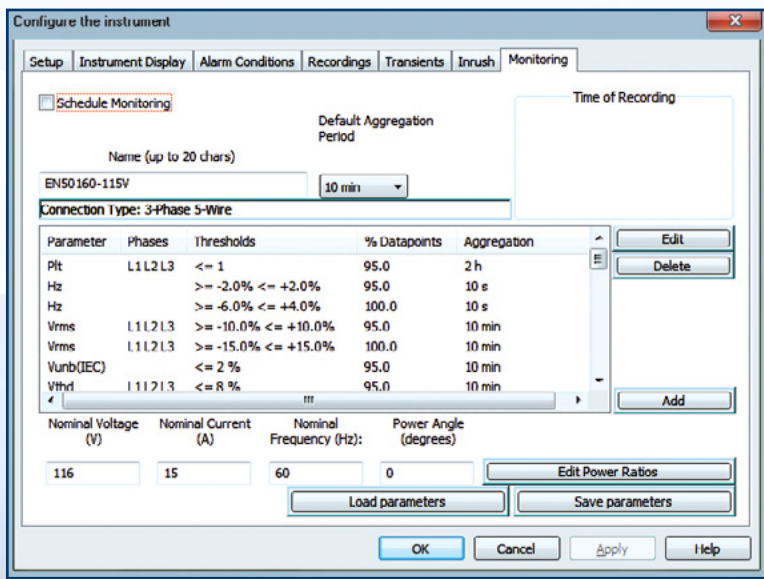 Configure the instrument
Setup Instrument Display Alarm Conditions Recordings Transients Inrush Monitoring
Schedule Monitoring
Time of Recording
Default Aggregation
Period
Name (up to 20 chars)
EN50160-115V
10 min
Connection Type: 3-Phase 5-Wire
Parameter Phases Thresholds % Datapoints Aggregation
Edit
Plt L1 L2 L3 <= 1 95.0 2 h
Delete
Hz >= -2.0% <= +2.0% 95.0 10 s
Hz >= -6.0% <= +4.0% 100.0 10 s
Vrms L1 L2 L3 >= -10.0% <= +10.0% 95.0 10 min
Vrms L1 L2 L3 >= -15.0% <= +15.0% 100.0 10 min
Vunb(IEC) <= 2 % 95.0 10 min
Vthd L1 L2 L3 <= 8 % 95.0 10 min
Add
Nominal Voltage
(V)
Nominal Current
(A)
Nominal
Frequency (Hz):
Power Angle
(degrees)
116 15 60 0
Edit Power Ratios
Load parameters Save parameters
OK Cancel Apply Help